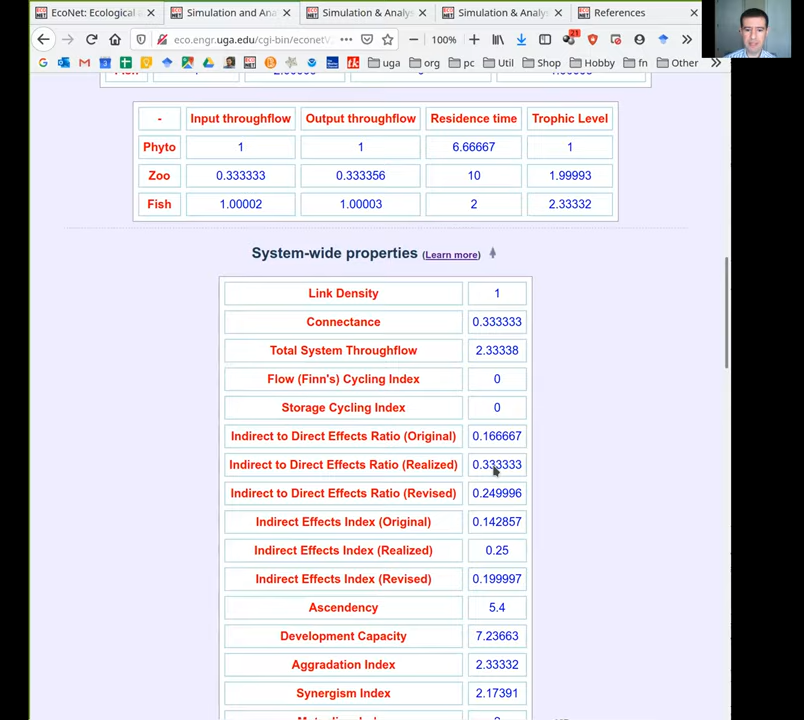 EcoNet: Ecological
Simulation and Ana
Simulation & Analys
Simulation & Analys
References
eco.engr.uga.edu/cgi-bin/econetV
100%
21
uga org pc Util Shop Hobby fn Other
- Input throughflow Output throughflow Residence time Trophic Level
Phyto 1 1 6.66667 1
Zoo 0.333333 0.333356 10 1.99993
Fish 1.00002 1.00003 2 2.33332
System-wide properties (Learn more)
Link Density 1
Connectance 0.333333
Total System Throughflow 2.33338
Flow (Finn's) Cycling Index 0
Storage Cycling Index 0
Indirect to Direct Effects Ratio (Original) 0.166667
Indirect to Direct Effects Ratio (Realized) 0.333333
Indirect to Direct Effects Ratio (Revised) 0.249996
Indirect Effects Index (Original) 0.142857
Indirect Effects Index (Realized) 0.25
Indirect Effects Index (Revised) 0.199997
Ascendency 5.4
Development Capacity 7.23663
Aggradation Index 2.33332
Synergism Index 2.17391